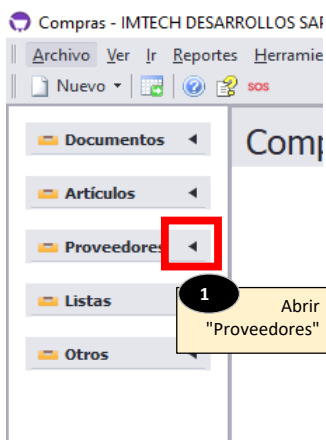 Compras - IMTECH DESARROLLOS SAP
Archivo Ver Ir Reportes Herramie
Nuevo SOS
Documentos
Comp
Artículos
Proveedores
Listas
1
Abrir
"Proveedores"
Otros